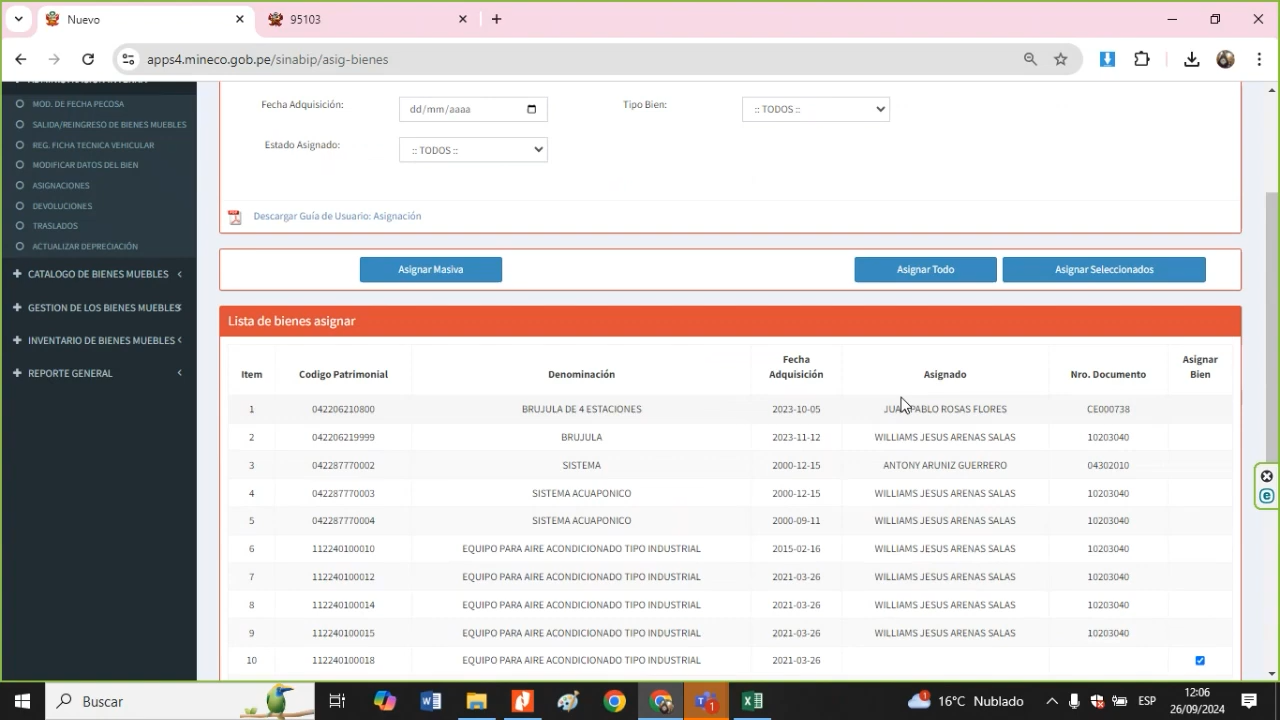 Nuevo
95103
apps4.mineco.gob.pe/sinabip/asig-bienes
MOD. DE FECHA PECOSA
SALIDA/REINGRESO DE BIENES MUEBLES
REG. FICHA TECNICA VEHICULAR
MODIFICAR DATOS DEL BIEN
ASIGNACIONES
DEVOLUCIONES
TRASLADOS
ACTUALIZAR DEPRECIACIÓN
CATALOGO DE BIENES MUEBLES
GESTION DE LOS BIENES MUEBLES
INVENTARIO DE BIENES MUEBLES
REPORTE GENERAL
Fecha Adquisición: dd/mm/aaaa Tipo Bien: :: TODOS ::
Estado Asignado: :: TODOS ::
Descargar Guía de Usuario: Asignación
Asignar Masiva Asignar Todo Asignar Seleccionados
Lista de bienes asignar
Item Codigo Patrimonial Denominación Fecha Adquisición Asignado Nro. Documento Asignar Bien
1 042206210800 BRUJULA DE 4 ESTACIONES 2023-10-05 PABLO ROSAS FLORES CE000738
2 042206219999 BRUJULA 2023-11-12 WILLIAMS JESUS ARENAS SALAS 10203040
3 042287770002 SISTEMA 2000-12-15 ANTONY ARUNIZ GUERRERO 04302010
4 042287770003 SISTEMA ACUAPONICO 2000-12-15 WILLIAMS JESUS ARENAS SALAS 10203040
5 042287770004 SISTEMA ACUAPONICO 2000-09-11 WILLIAMS JESUS ARENAS SALAS 10203040
6 112240100010 EQUIPO PARA AIRE ACONDICIONADO TIPO INDUSTRIAL 2015-02-16 WILLIAMS JESUS ARENAS SALAS 10203040
7 112240100012 EQUIPO PARA AIRE ACONDICIONADO TIPO INDUSTRIAL 2021-03-26 WILLIAMS JESUS ARENAS SALAS 10203040
8 112240100014 EQUIPO PARA AIRE ACONDICIONADO TIPO INDUSTRIAL 2021-03-26 WILLIAMS JESUS ARENAS SALAS 10203040
9 112240100015 EQUIPO PARA AIRE ACONDICIONADO TIPO INDUSTRIAL 2021-03-26 WILLIAMS JESUS ARENAS SALAS 10203040
10 112240100018 EQUIPO PARA AIRE ACONDICIONADO TIPO INDUSTRIAL 2021-03-26
Buscar
16°C Nublado
ESP
12:06
26/09/2024